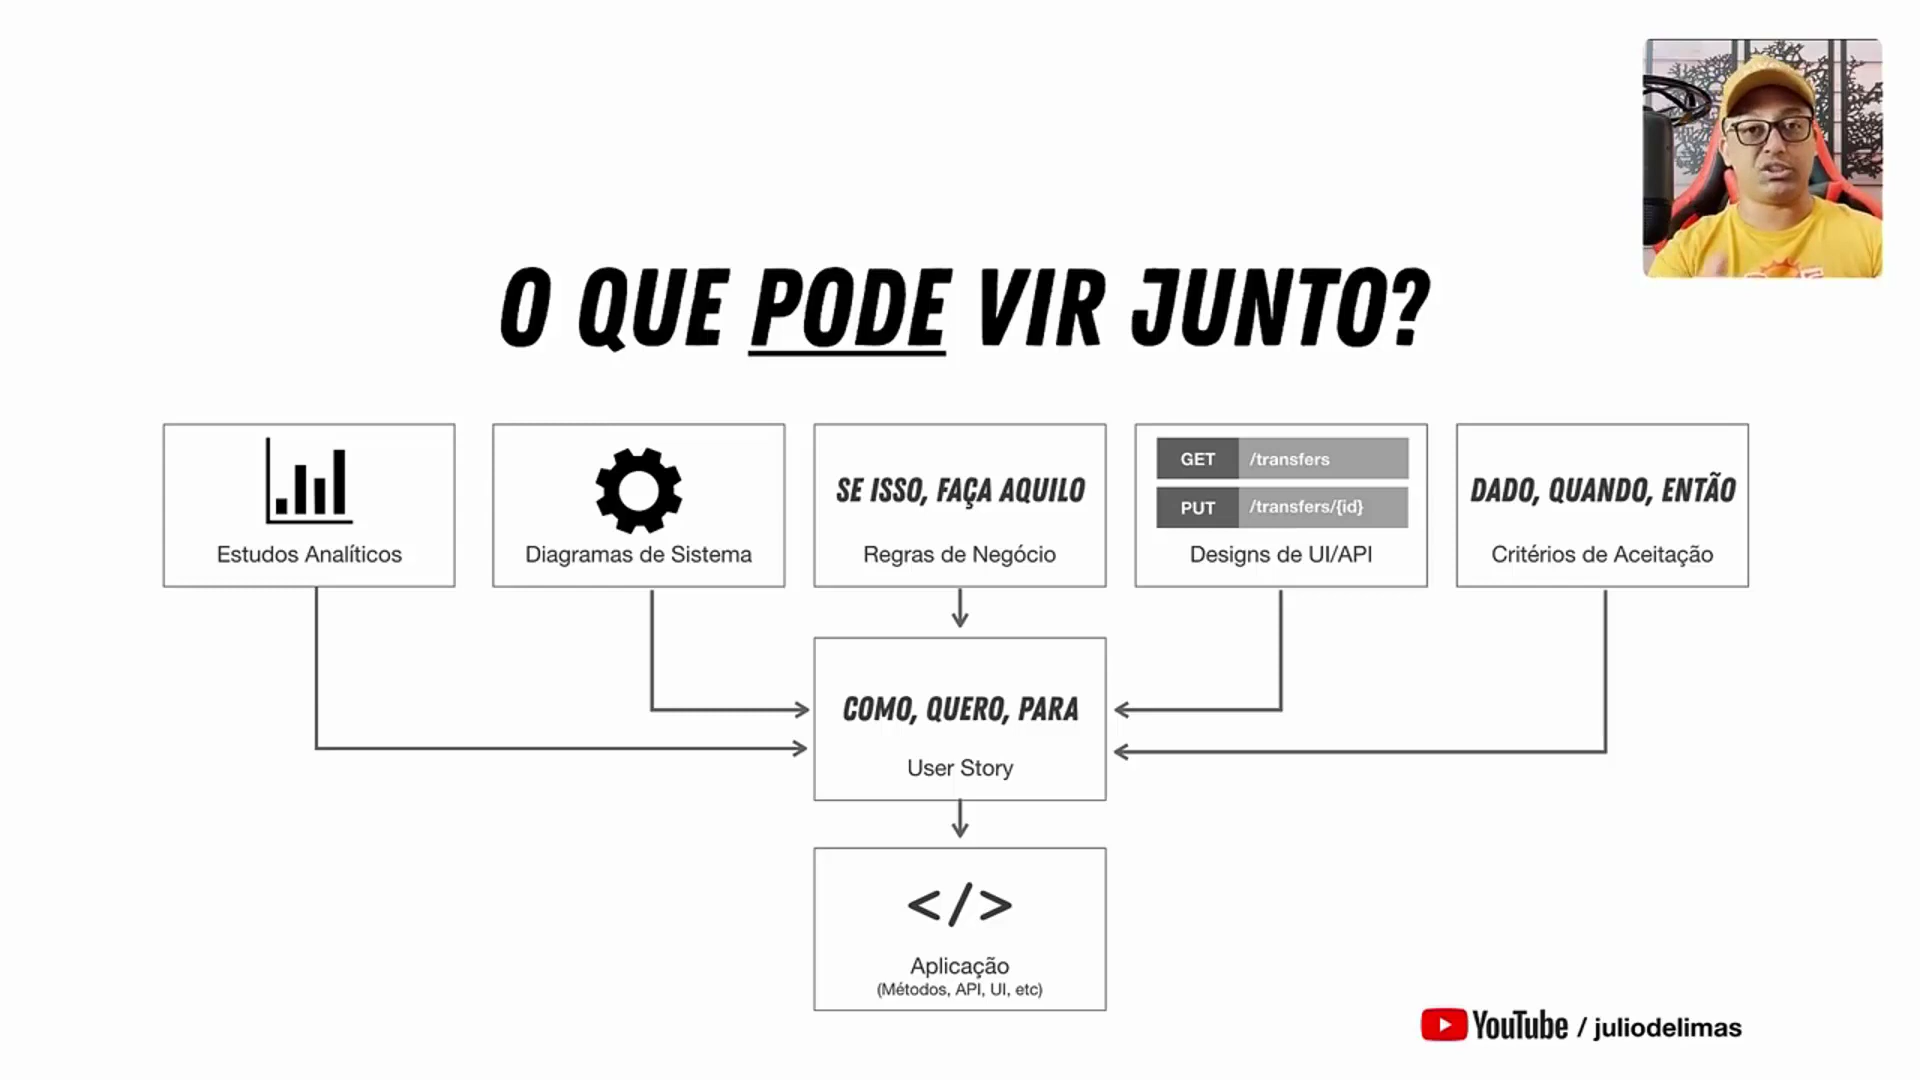 O QUE PODE VIR JUNTO?
Estudos Analíticos
Diagramas de Sistema
SE ISSO, FAÇA AQUILO
Regras de Negócio
GET /transfers
PUT /transfers/{id}
Designs de UI/API
DADO, QUANDO, ENTÃO
Critérios de Aceitação
COMO, QUERO, PARA
User Story
</>
Aplicação
(Métodos, API, UI, etc)
YouTube / juliodelimas